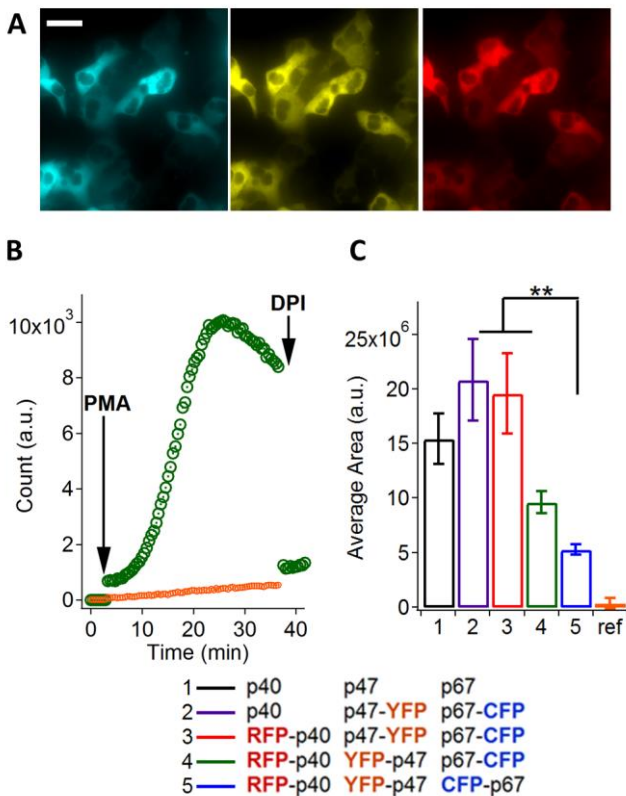 A
B
C
DPI
**
10x10³
25x10⁶
PMA
8
20
6
15
4
10
2
5
0
0
Count (a.u.)
Average Area (a.u.)
0 10 20 30 40
1 2 3 4 5 ref
Time (min)
1 p40 p47 p67
2 p40 p47-YFP p67-CFP
3 RFP-p40 p47-YFP p67-CFP
4 RFP-p40 YFP-p47 p67-CFP
5 RFP-p40 YFP-p47 CFP-p67